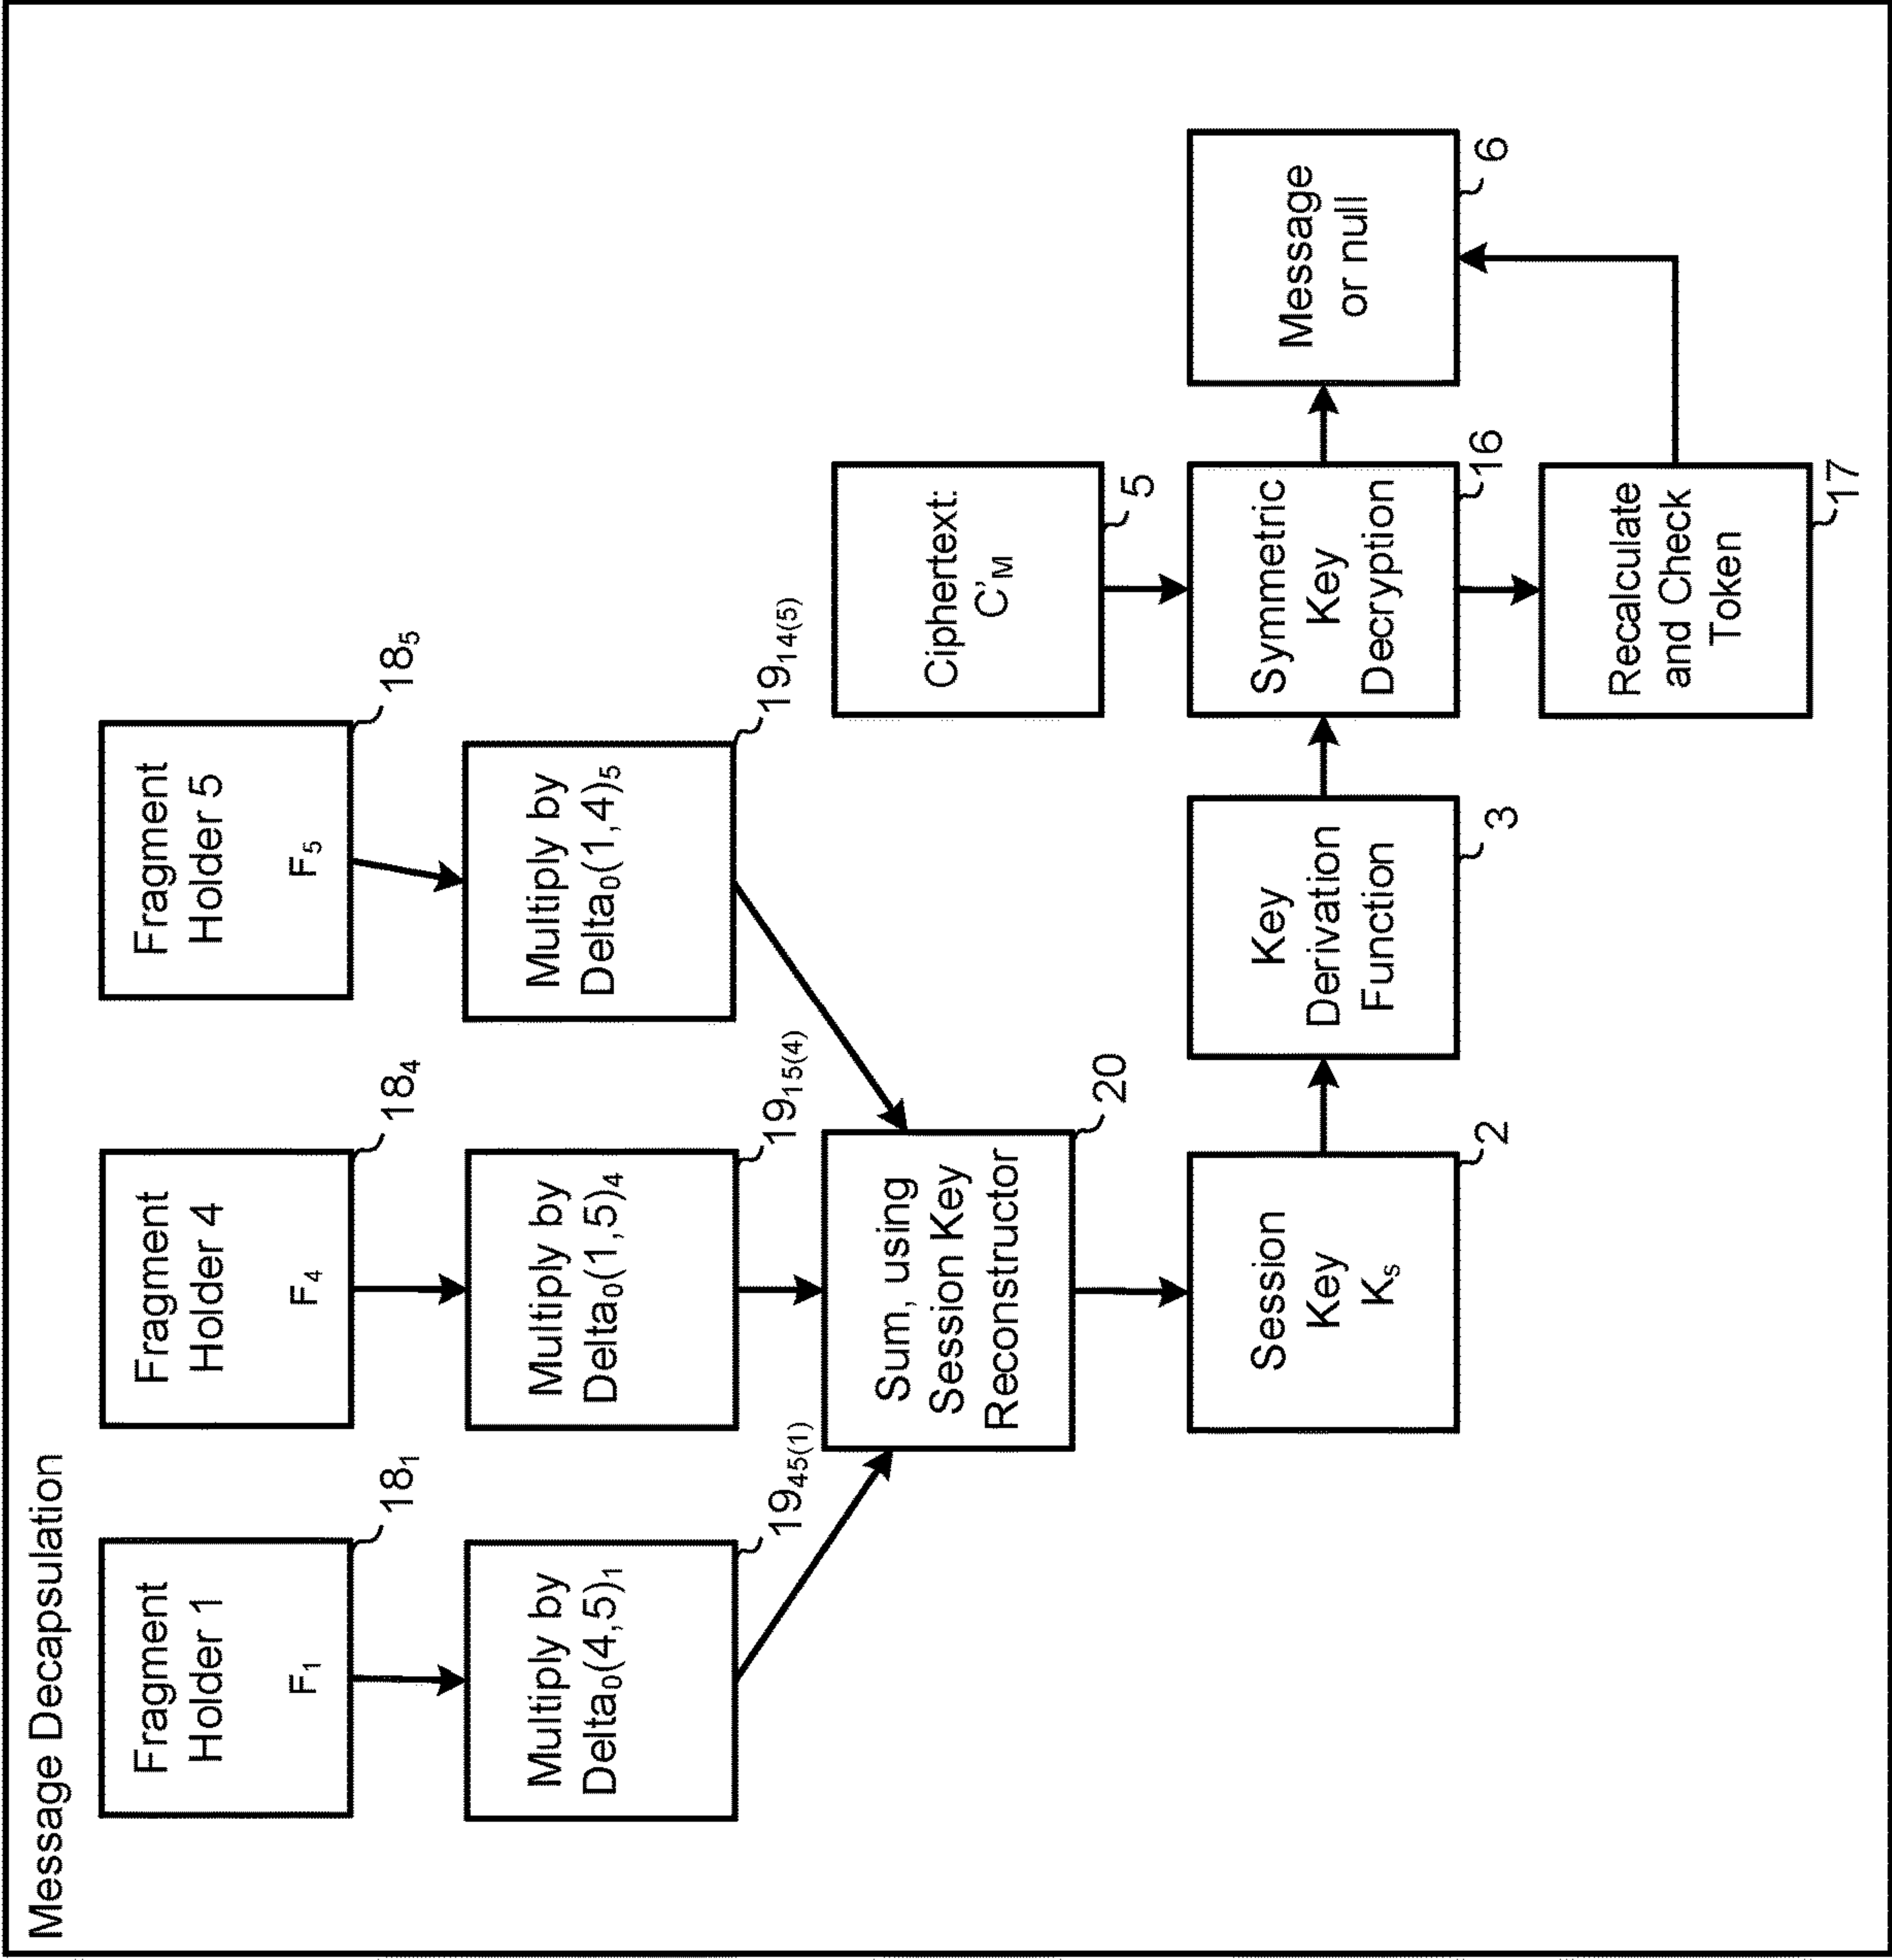 Message Decapsulation
Fragment
Holder 1
F₁
18₁
Fragment
Holder 4
F₄
18₄
Fragment
Holder 5
F₅
18₅
Multiply by
Delta₀(4,5)₁
19₄₅₍₁₎
Multiply by
Delta₀(1,5)₄
19₁₅₍₄₎
Multiply by
Delta₀(1,4)₅
19₁₄₍₅₎
Sum, using
Session Key
Reconstructor
20
Ciphertext:
C'M
5
Session
Key
Kₛ
2
Key
Derivation
Function
3
Symmetric
Key
Decryption
16
Message
or null
6
Recalculate
and Check
Token
17